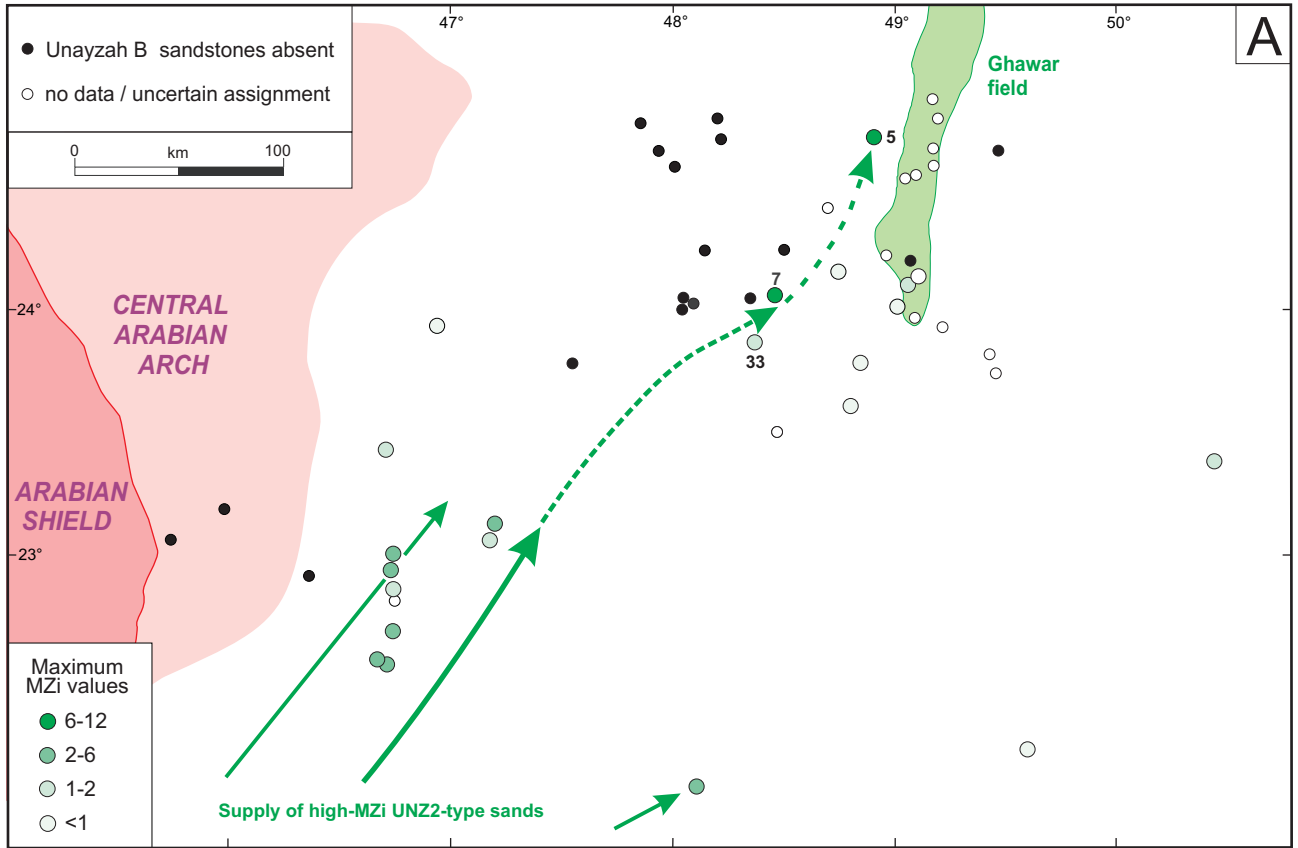 47°
48°
49°
50°
A
Unayzah B sandstones absent
no data / uncertain assignment
0 km 100
Ghawar
field
5
7
33
24°
CENTRAL
ARABIAN
ARCH
ARABIAN
SHIELD
23°
Maximum
MZi values
6-12
2-6
1-2
<1
Supply of high-MZi UNZ2-type sands